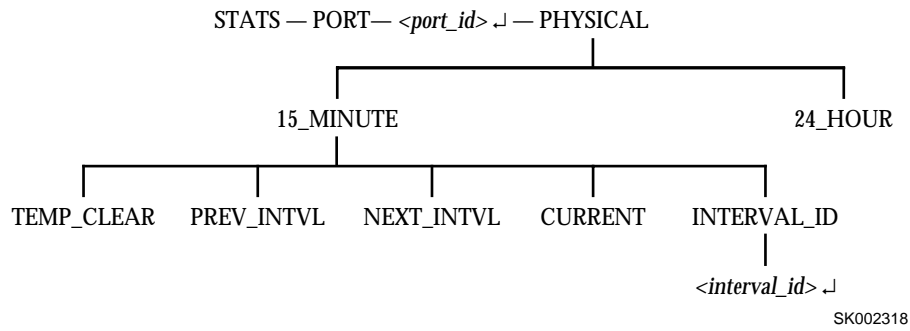 STATS — PORT— <port_id>↵ — PHYSICAL
15_MINUTE 24_HOUR
TEMP_CLEAR PREV_INTVL NEXT_INTVL CURRENT INTERVAL_ID
<interval_id>↵
SK002318